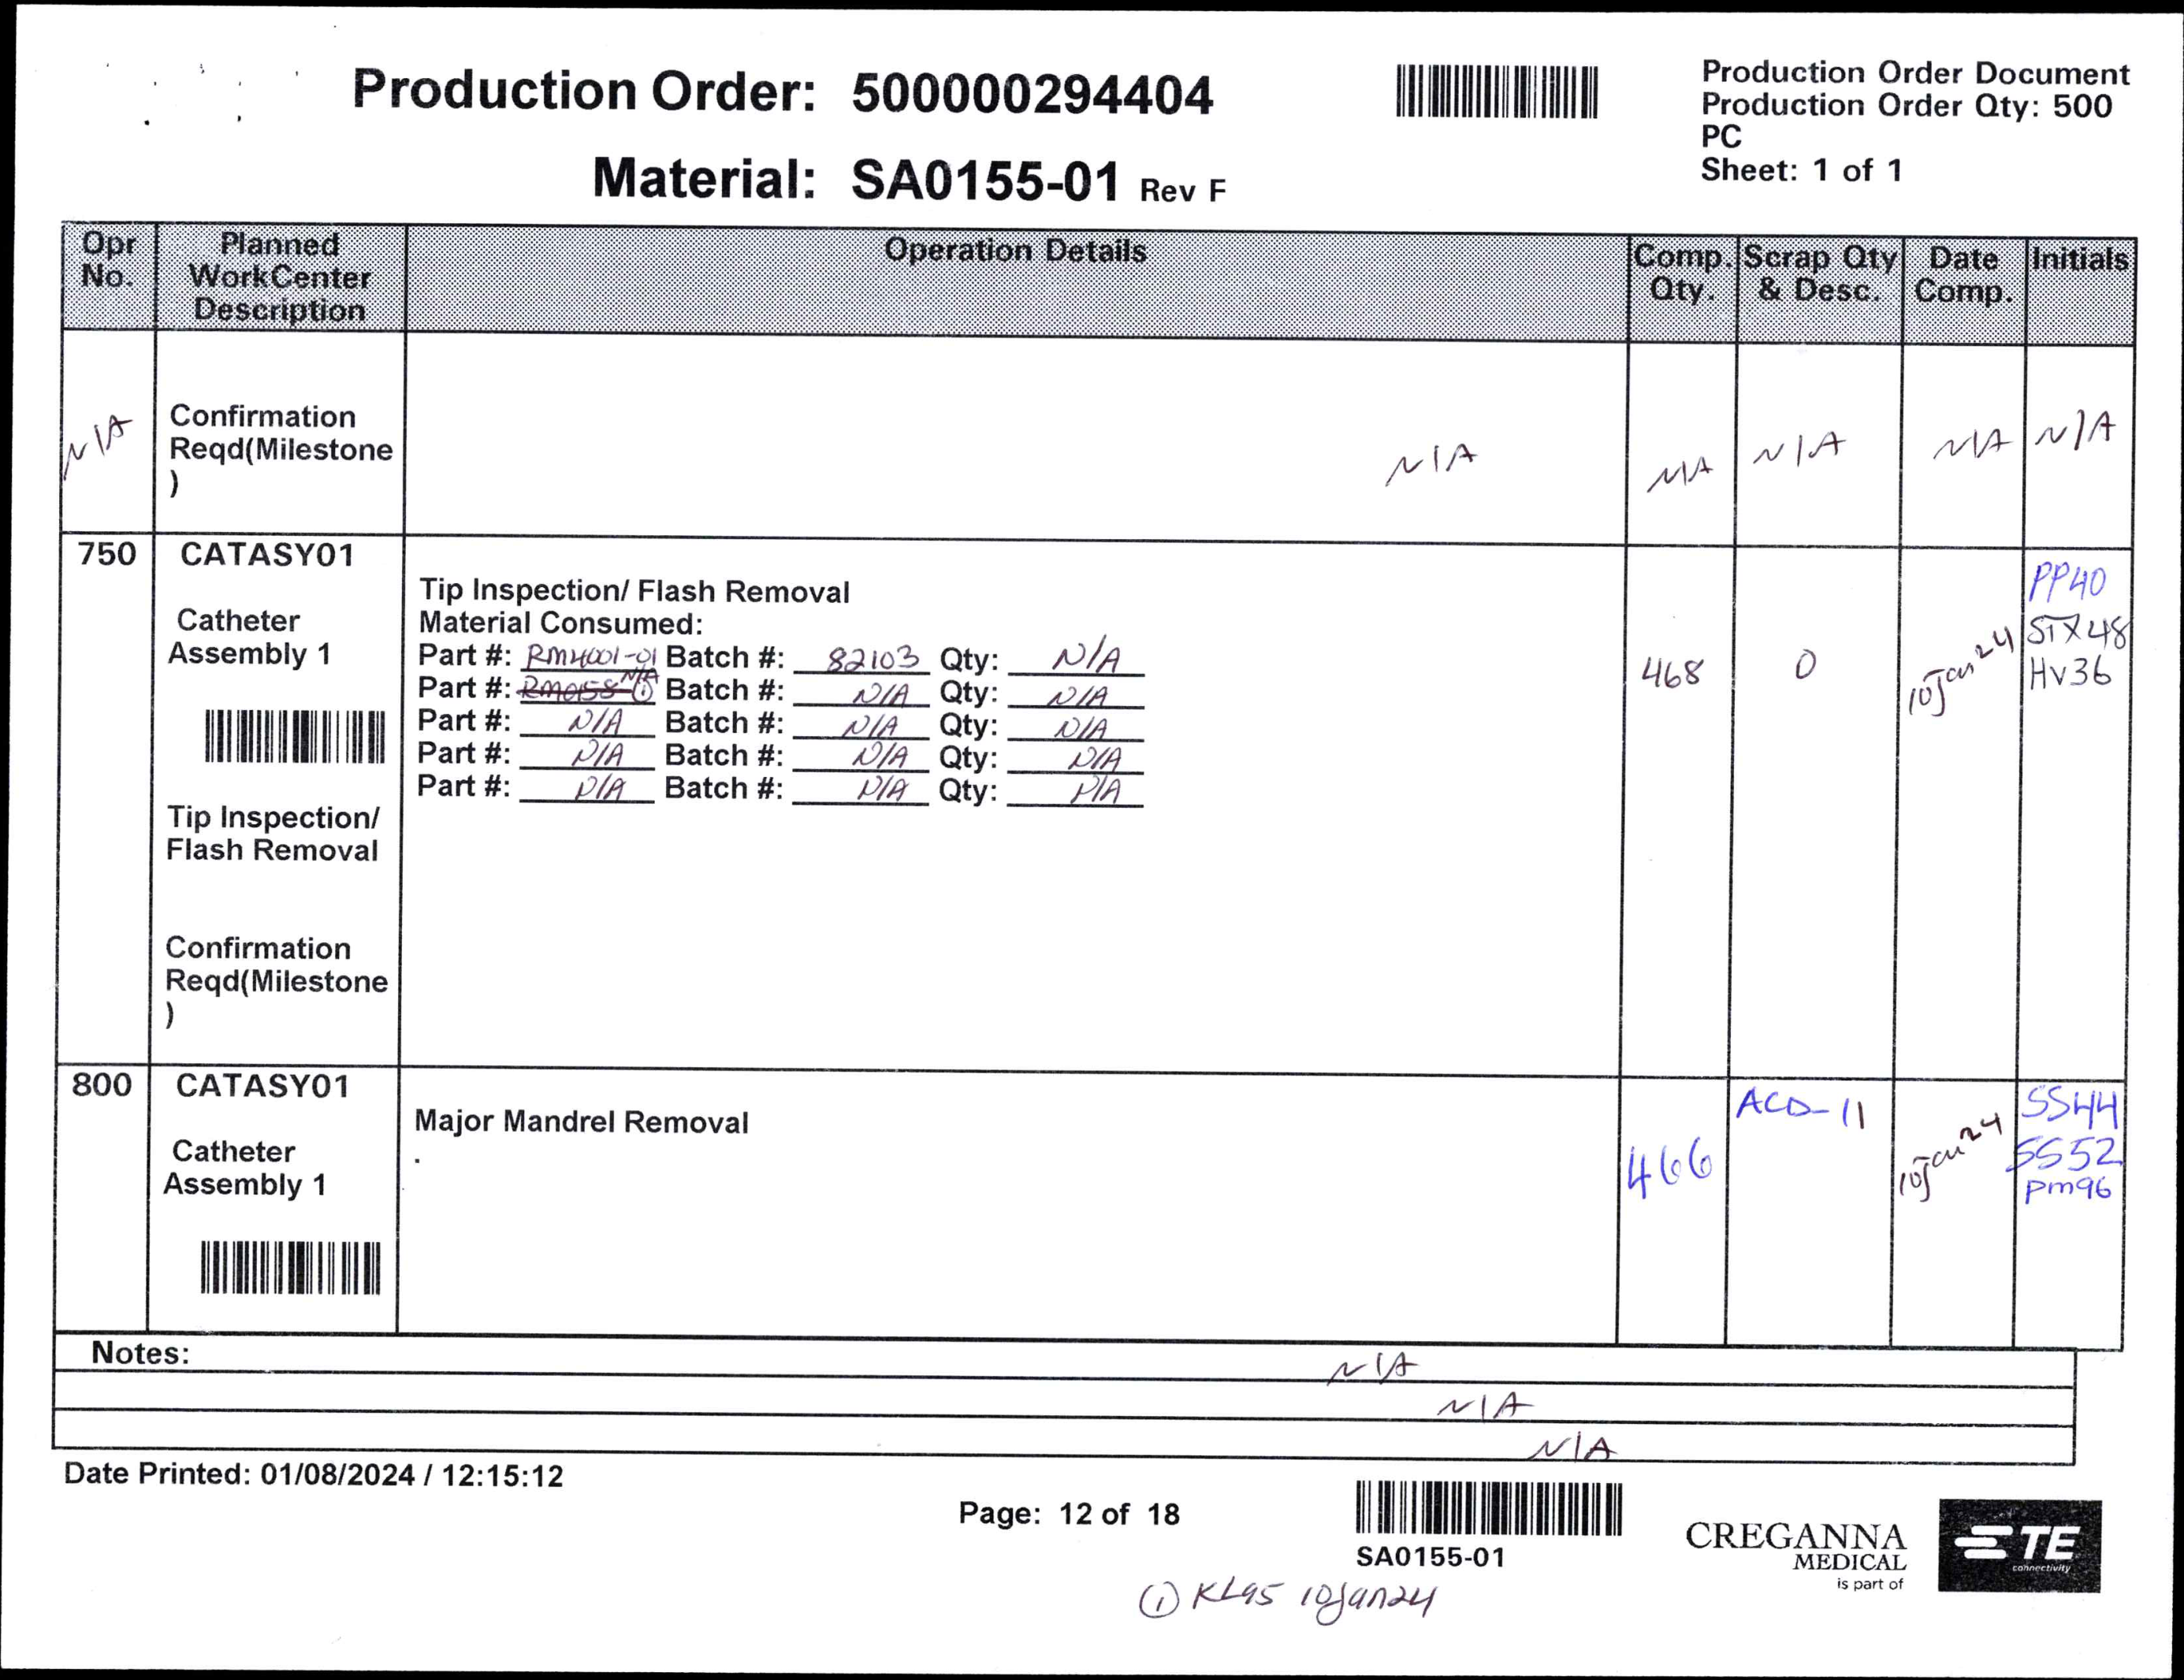 Production Order: 500000294404
Production Order Document
Production Order Qty: 500
PC
Sheet: 1 of 1
Material: SA0155-01 Rev F
Opr No.
Planned WorkCenter Description
Operation Details
Comp. Qty.
Scrap Qty & Desc.
Date Comp.
Initials
N/A
Confirmation
Reqd(Milestone
)
N/A
N/A
N/A
N/A
N/A
750
CATASY01
Catheter
Assembly 1
Tip Inspection/
Flash Removal
Confirmation
Reqd(Milestone
)
Tip Inspection/ Flash Removal
Material Consumed:
Part #: RM4001-01 Batch #: 82103 Qty: N/A
Part #: RM058 N/A ① Batch #: N/A Qty: N/A
Part #: N/A Batch #: N/A Qty: N/A
Part #: N/A Batch #: N/A Qty: N/A
Part #: N/A Batch #: N/A Qty: N/A
468
0
10Jan24
PP40
STX48
HV36
800
CATASY01
Catheter
Assembly 1
Major Mandrel Removal
.
466
ACD-11
10Jan24
SS44
SS52
pm96
Notes:
N/A
N/A
N/A
Date Printed: 01/08/2024 / 12:15:12
Page: 12 of 18
SA0155-01
CREGANNA
MEDICAL
is part of
TE
connectivity
① KL95 10Jan24